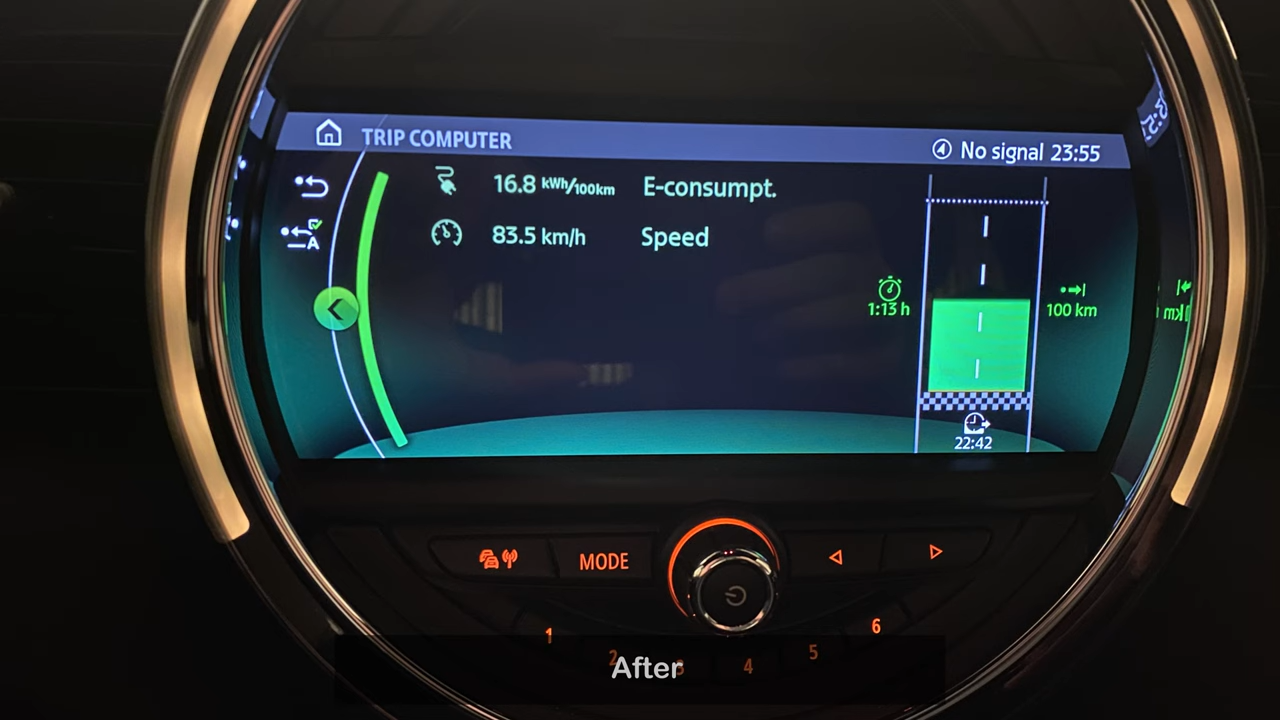 TRIP COMPUTER
No signal 23:55
16.8 kWh/100km E-consumpt.
83.5 km/h Speed
1:13 h
100 km
22:42
MODE
1
2
3
4
5
6
After